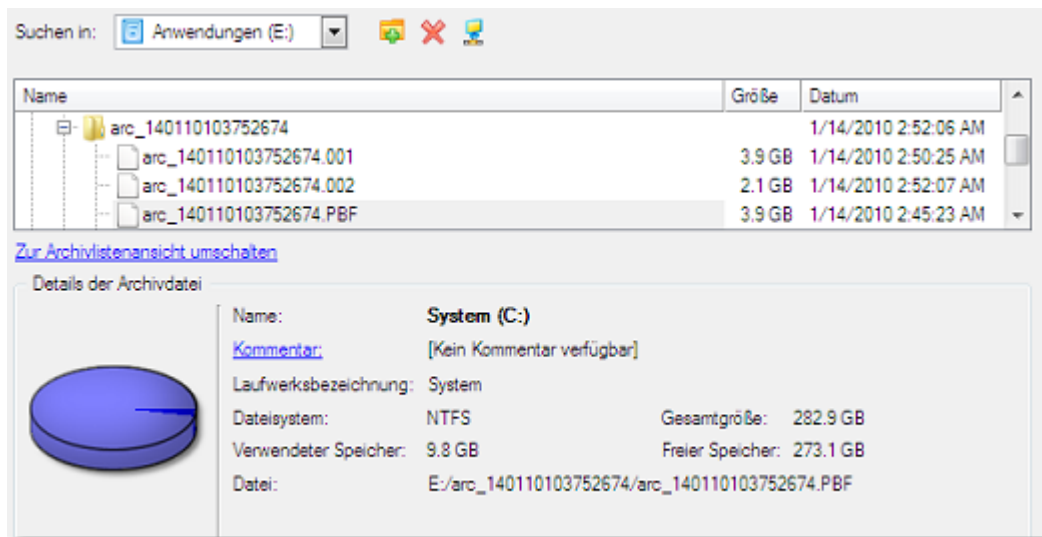 Suchen in: Anwendungen (E:)
Name Größe Datum
arc_140110103752674 1/14/2010 2:52:06 AM
arc_140110103752674.001 3.9 GB 1/14/2010 2:50:25 AM
arc_140110103752674.002 2.1 GB 1/14/2010 2:52:07 AM
arc_140110103752674.PBF 3.9 GB 1/14/2010 2:45:23 AM
Zur Archivlistenansicht umschalten
Details der Archivdatei
Name: System (C:)
Kommentar: [Kein Kommentar verfügbar]
Laufwerksbezeichnung: System
Dateisystem: NTFS Gesamtgröße: 282.9 GB
Verwendeter Speicher: 9.8 GB Freier Speicher: 273.1 GB
Datei: E:/arc_140110103752674/arc_140110103752674.PBF